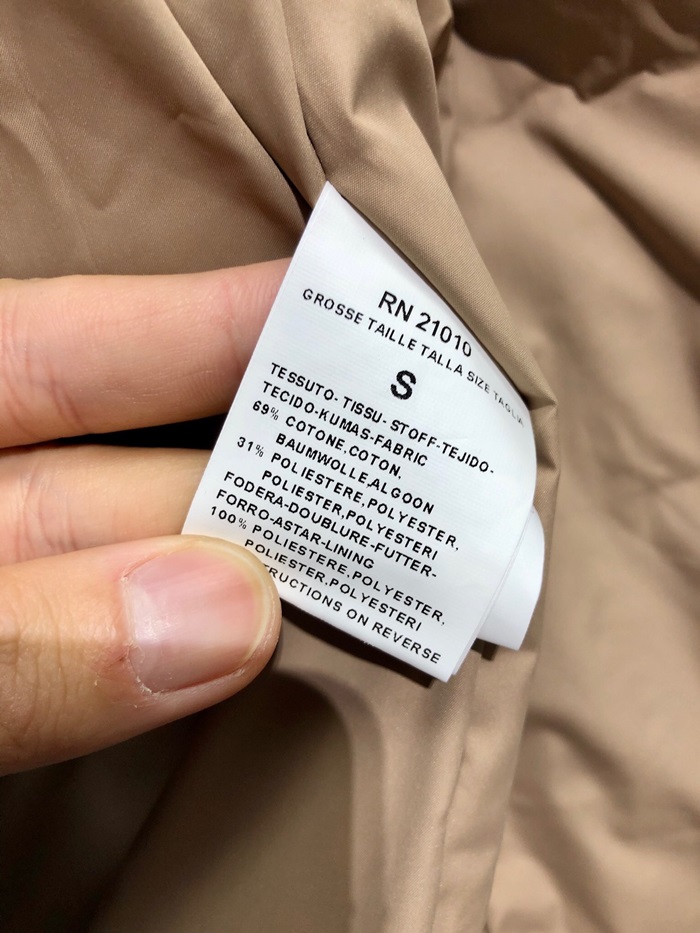 RN 21010
GROSSE TAILLE TALLA SIZE TAGLIA
S
TESSUTO- TISSU- STOFF-TEJIDO-
TECIDO-KUMAS-FABRIC
69% COTONE,COTON,
BAUMWOLLE,ALGOON
31% POLIESTERE,POLYESTER,
POLIESTER,POLYESTERI
FODERA-DOUBLURE-FUTTER-
FORRO-ASTAR-LINING
100% POLIESTERE,POLYESTER,
POLIESTER,POLYESTERI
TRUCTIONS ON REVERSE